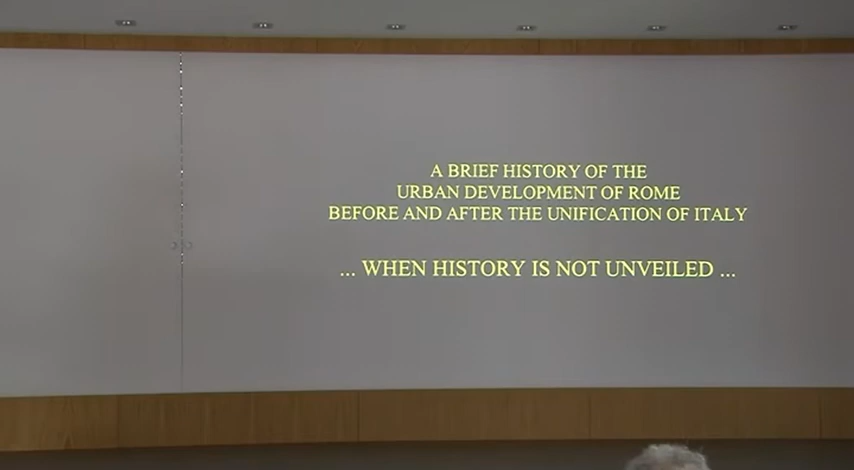 A BRIEF HISTORY OF THE
URBAN DEVELOPMENT OF ROME
BEFORE AND AFTER THE UNIFICATION OF ITALY
... WHEN HISTORY IS NOT UNVEILED ...